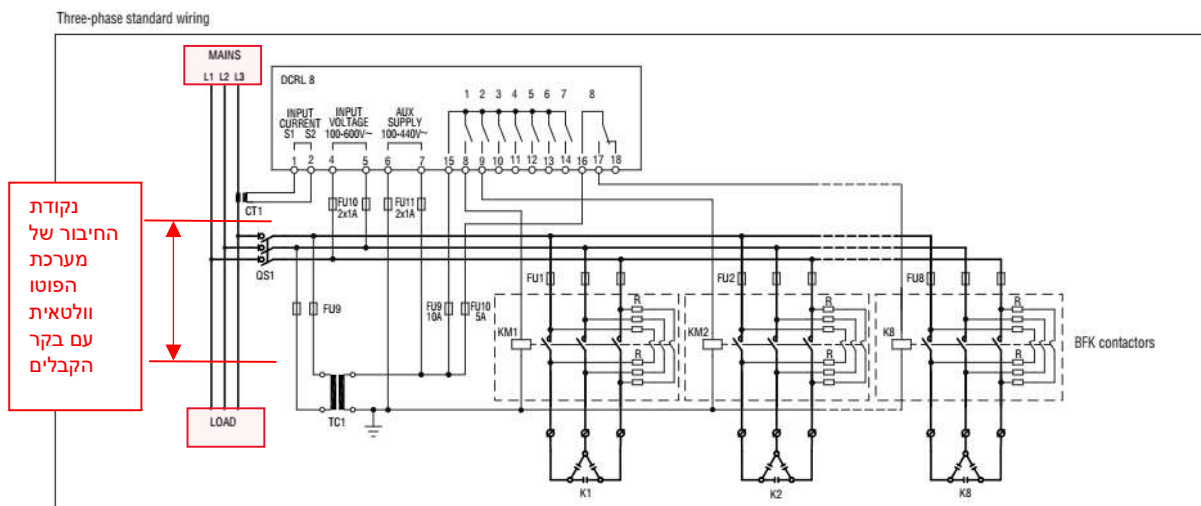 Three-phase standard wiring
MAINS
L1 L2 L3
DCRL 8
1 2 3 4 5 6 7 8
INPUT CURRENT
S1 S2
INPUT VOLTAGE
100-600V~
AUX SUPPLY
100-440V~
1 2 4 5 6 7 15 8 9 10 11 12 13 14 16 17 18
CT1
FU10
2x1A
FU11
2x1A
נקודת
החיבור של
מערכת
הפוטו
וולטאית
עם בקר
הקבלים
QS1
FU9
FU9
10A
FU10
5A
FU1
FU2
FU8
KM1
R
R
KM2
R
R
K8
R
R
BFK contactors
LOAD
TC1
K1
K2
K8